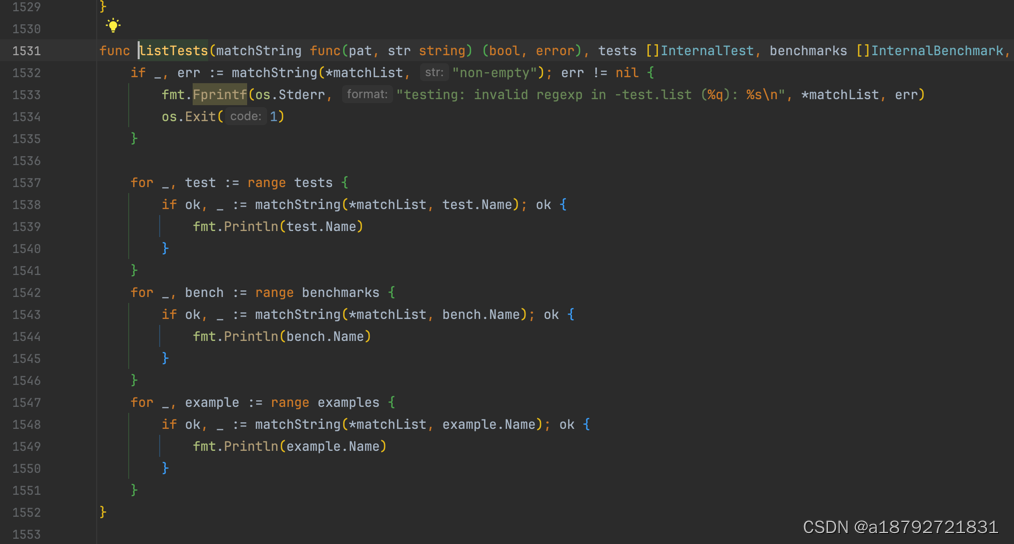 1529 }
1530
1531 func listTests(matchString func(pat, str string) (bool, error), tests []InternalTest, benchmarks []InternalBenchmark,
1532     if _, err := matchString(*matchList, str: "non-empty"); err != nil {
1533         fmt.Fprintf(os.Stderr, format: "testing: invalid regexp in -test.list (%q): %s\n", *matchList, err)
1534         os.Exit( code: 1)
1535     }
1536
1537     for _, test := range tests {
1538         if ok, _ := matchString(*matchList, test.Name); ok {
1539             fmt.Println(test.Name)
1540         }
1541     }
1542     for _, bench := range benchmarks {
1543         if ok, _ := matchString(*matchList, bench.Name); ok {
1544             fmt.Println(bench.Name)
1545         }
1546     }
1547     for _, example := range examples {
1548         if ok, _ := matchString(*matchList, example.Name); ok {
1549             fmt.Println(example.Name)
1550         }
1551     }
1552 }
1553
CSDN @a18792721831